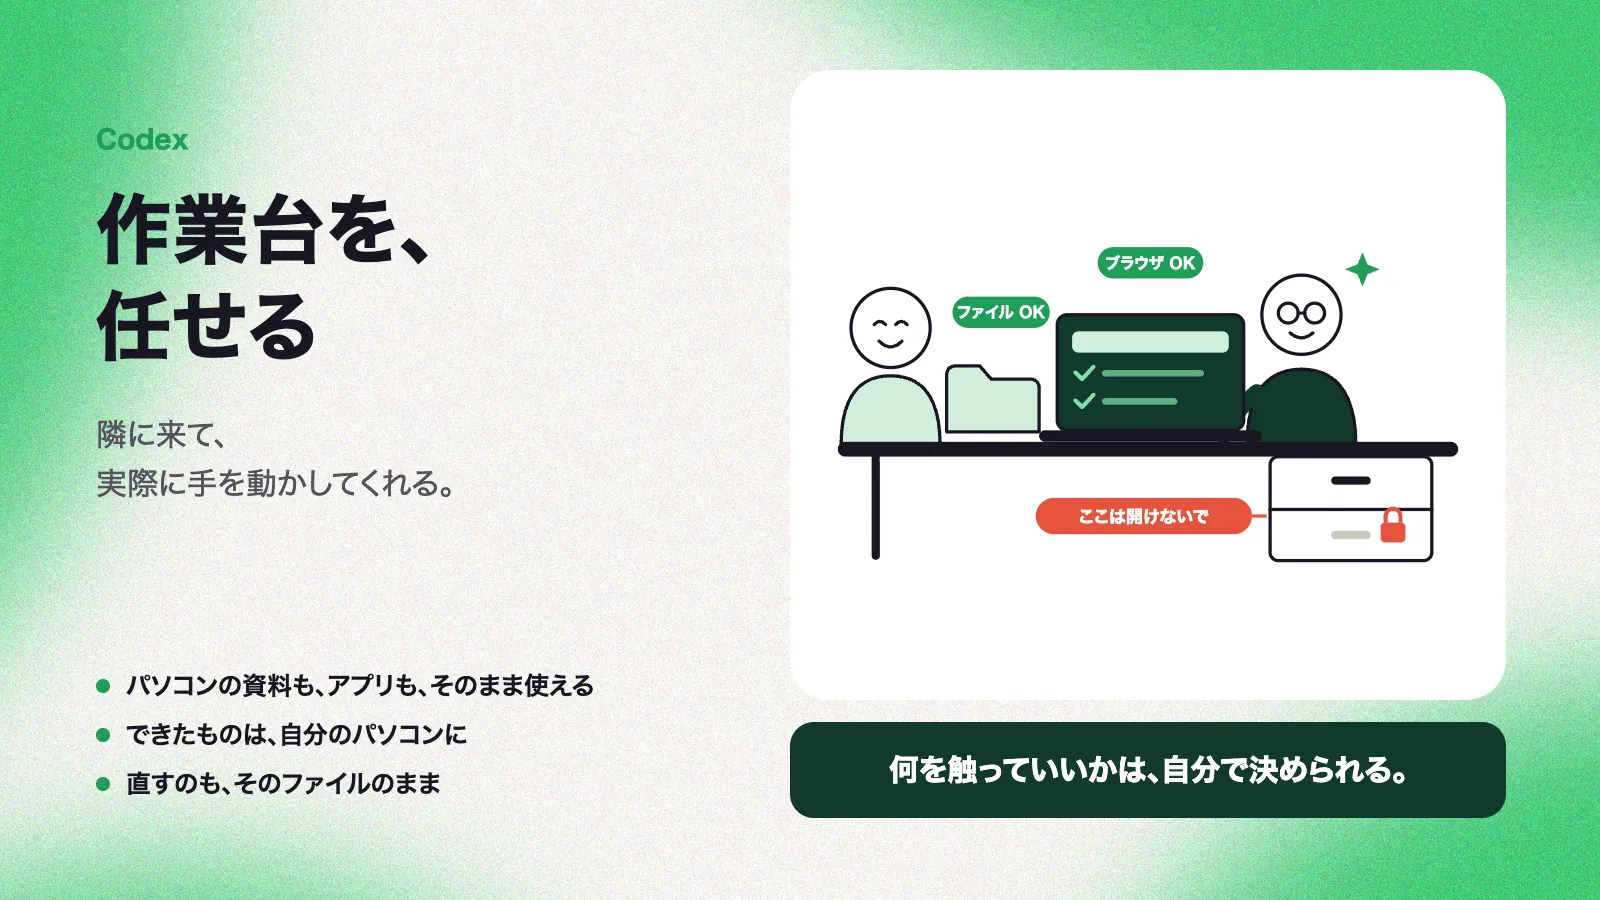 Codex
作業台を、
任せる
隣に来て、
実際に手を動かしてくれる。
パソコンの資料も、アプリも、そのまま使える
できたものは、自分のパソコンに
直すのも、そのファイルのまま
ブラウザ OK
ファイル OK
ここは開けないで
何を触っていいかは、自分で決められる。